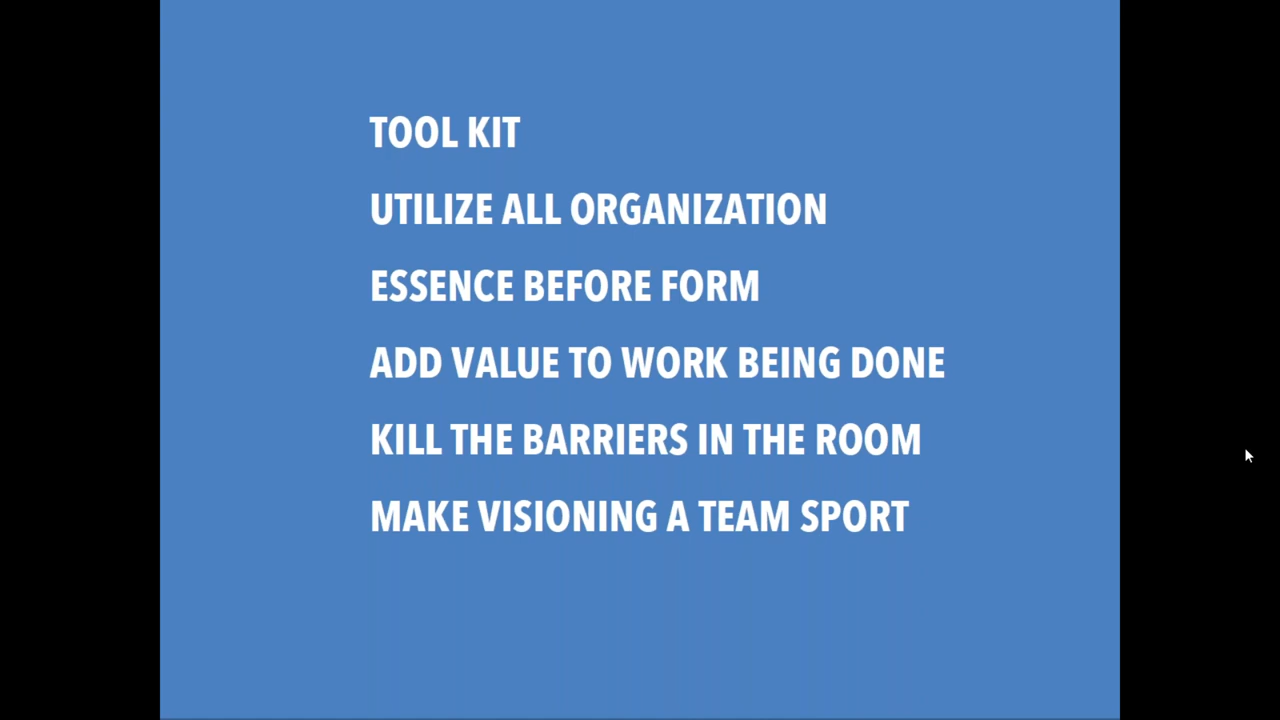 TOOL KIT
UTILIZE ALL ORGANIZATION
ESSENCE BEFORE FORM
ADD VALUE TO WORK BEING DONE
KILL THE BARRIERS IN THE ROOM
MAKE VISIONING A TEAM SPORT